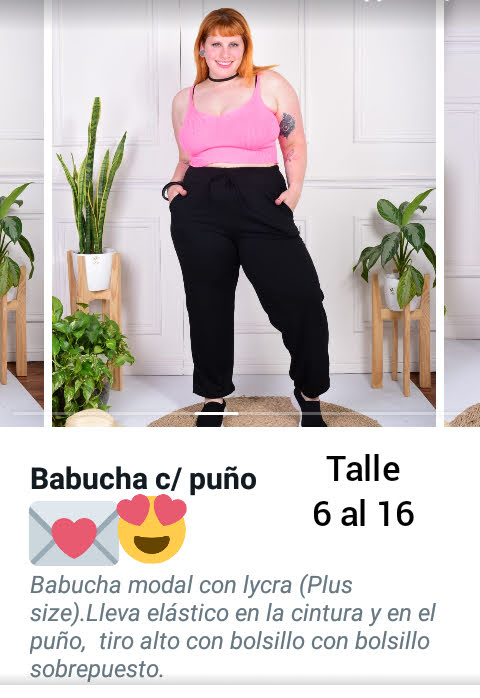 Babucha c/ puño
Talle
6 al 16
Babucha modal con lycra (Plus
size).Lleva elástico en la cintura y en el
puño, tiro alto con bolsillo con bolsillo
sobrepuesto.